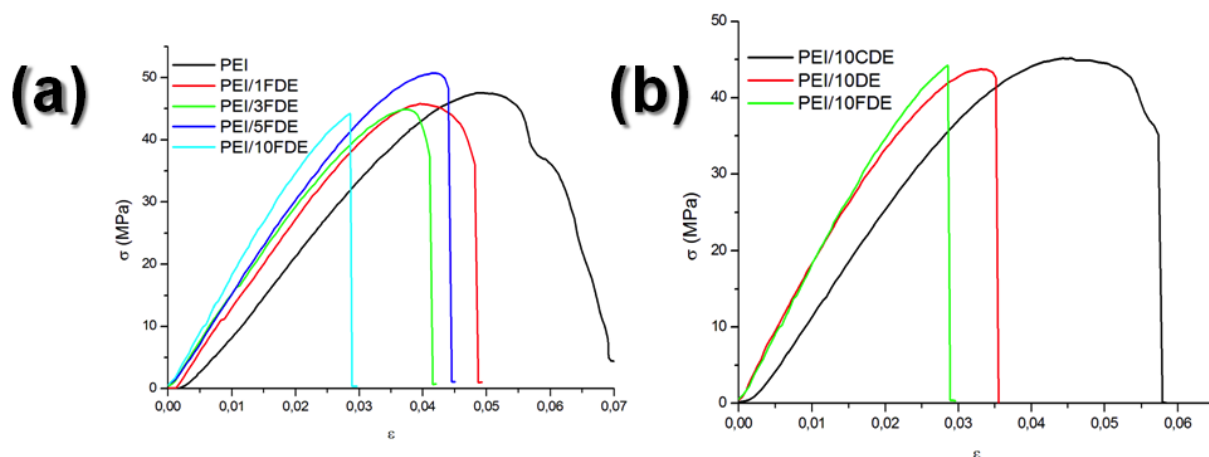 (a)
PEI
PEI/1FDE
PEI/3FDE
PEI/5FDE
PEI/10FDE
50
40
30
20
10
0
σ (MPa)
0,00 0,01 0,02 0,03 0,04 0,05 0,06 0,07
ε
(b)
PEI/10CDE
PEI/10DE
PEI/10FDE
50
40
30
20
10
0
σ (MPa)
0,00 0,01 0,02 0,03 0,04 0,05 0,06
ε